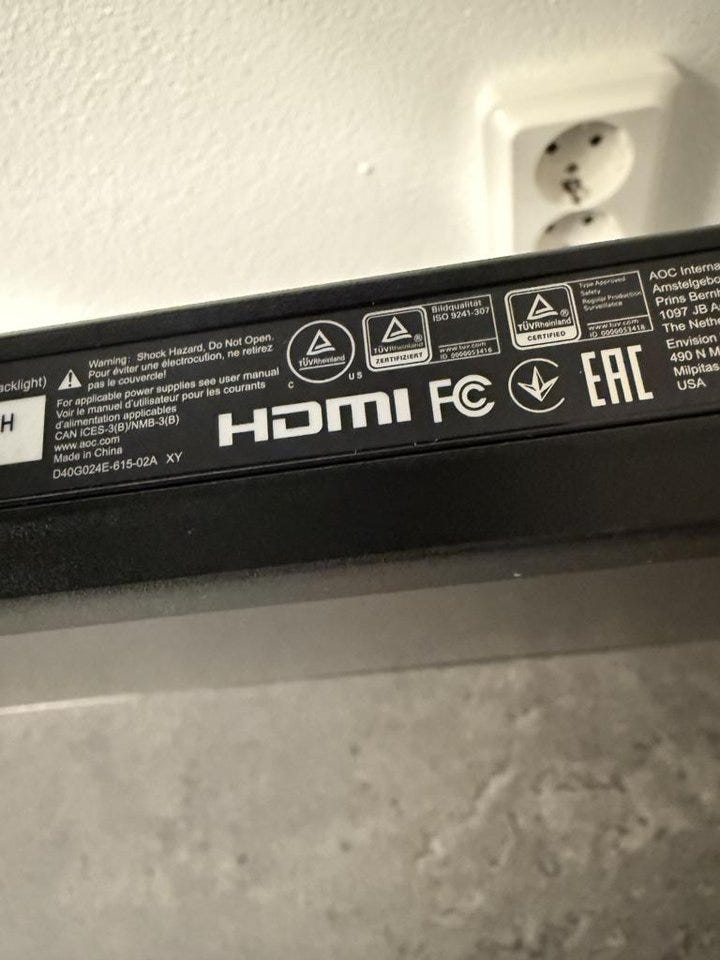 acklight)
H
Warning: Shock Hazard, Do Not Open.
Pour éviter une électrocution, ne retirez
pas le couvercle!
For applicable power supplies see user manual
Voir le manuel d'utilisateur pour les courants
d'alimentation applicables
CAN ICES-3(B)/NMB-3(B)
www.aoc.com
Made in China
D40G024E-615-02A XY
TÜVRheinland
C US
TÜVRheinland
ZERTIFIZIERT
Bildqualität
ISO 9241-307
www.tuv.com
ID 0000053416
TÜVRheinland
CERTIFIED
Type Approved
Safety
Regular Production
Surveillance
www.tuv.com
ID 0000053418
HDMI FC EAC
AOC Interna
Amstelgebo
Prins Bernh
1097 JB A
The Nether
Envision
490 N M
Milpitas
USA